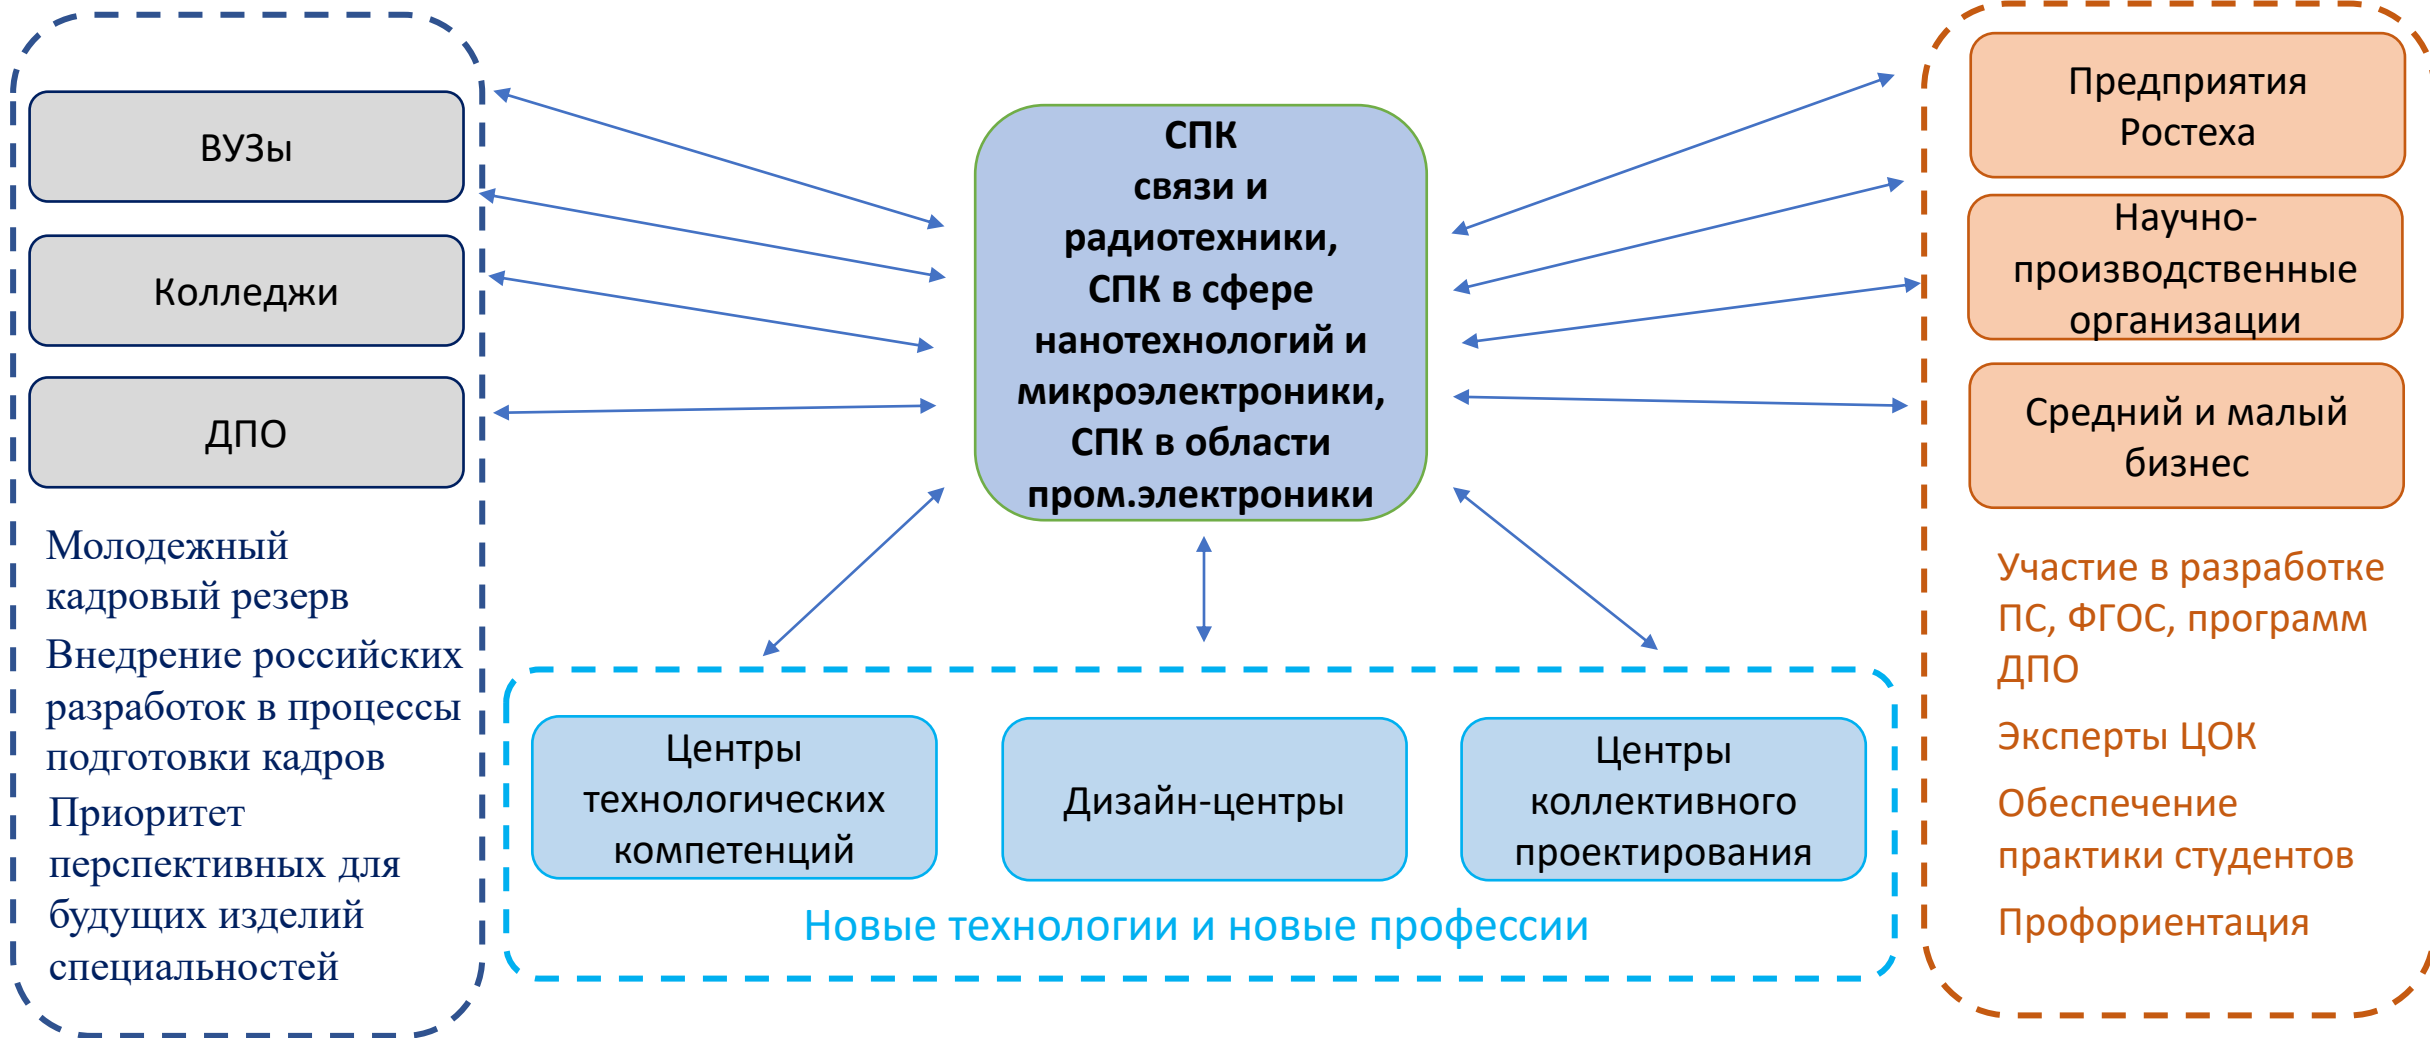 ВУЗы
Колледжи
ДПО
Молодежный
кадровый резерв
Внедрение российских
разработок в процессы
подготовки кадров
Приоритет
перспективных для
будущих изделий
специальностей
СПК
связи и
радиотехники,
СПК в сфере
нанотехнологий и
микроэлектроники,
СПК в области
пром.электроники
Центры
технологических
компетенций
Дизайн-центры
Центры
коллективного
проектирования
Новые технологии и новые профессии
Предприятия
Ростеха
Научно-
производственные
организации
Средний и малый
бизнес
Участие в разработке
ПС, ФГОС, программ
ДПО
Эксперты ЦОК
Обеспечение
практики студентов
Профориентация